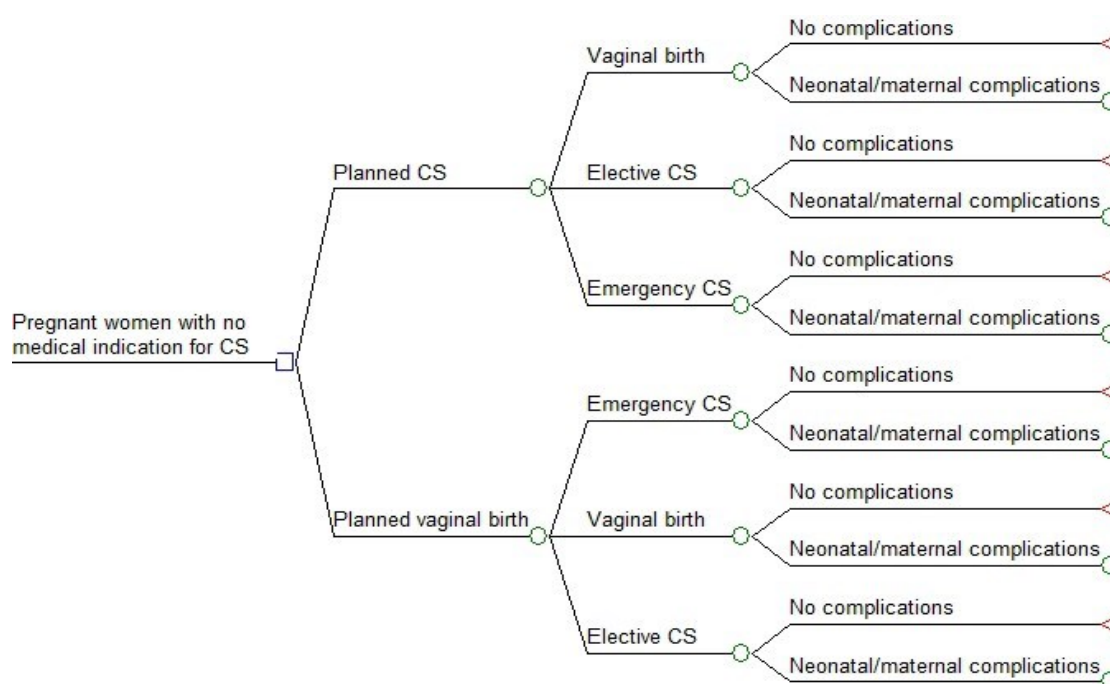 No complications
Vaginal birth
Neonatal/maternal complications
No complications
Planned CS
Elective CS
Neonatal/maternal complications
No complications
Emergency CS
Neonatal/maternal complications
Pregnant women with no
medical indication for CS
No complications
Emergency CS
Neonatal/maternal complications
No complications
Planned vaginal birth
Vaginal birth
Neonatal/maternal complications
No complications
Elective CS
Neonatal/maternal complications